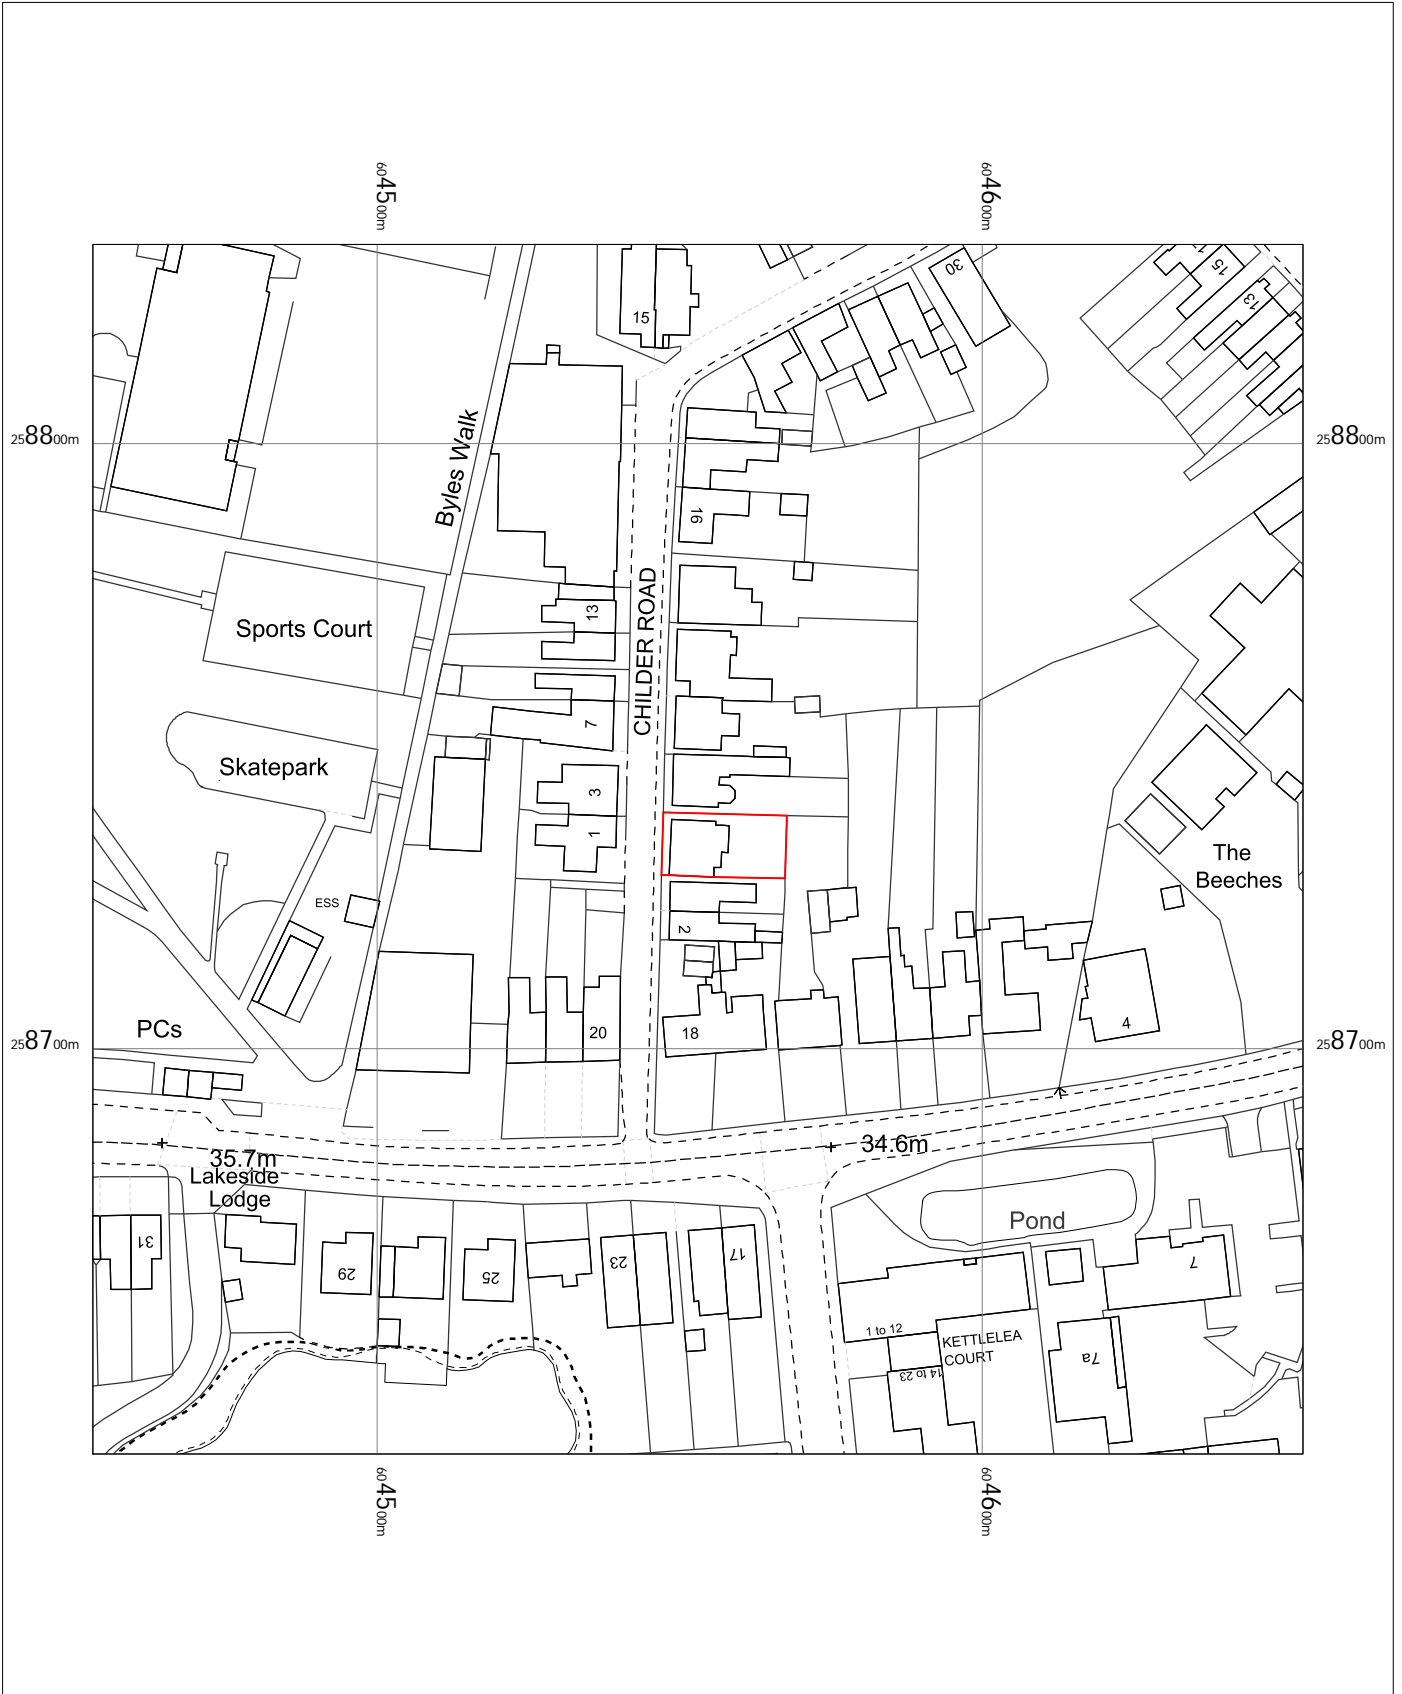 604500m
604600m
30
15
13
15
258800m
258800m
Byles Walk
16
CHILDER ROAD
13
Sports Court
7
Skatepark
3
1
The
Beeches
ESS
2
PCs
20
18
4
258700m
258700m
35.7m
34.6m
Lakeside
Lodge
Pond
31
29
25
23
17
7
1 to 12
KETTLELEA
COURT
14 to 23
7a
604500m
604600m